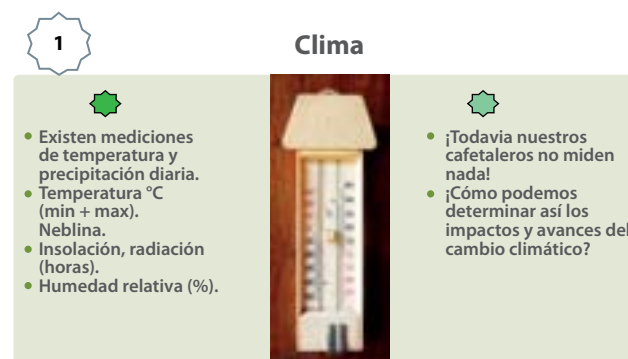 1
Clima
• Existen mediciones
de temperatura y
precipitación diaria.
• Temperatura °C
(min + max).
Neblina.
• Insolación, radiación
(horas).
• Humedad relativa (%).
• ¡Todavia nuestros
cafetaleros no miden
nada!
• ¡Cómo podemos
determinar así los
impactos y avances del
cambio climático?